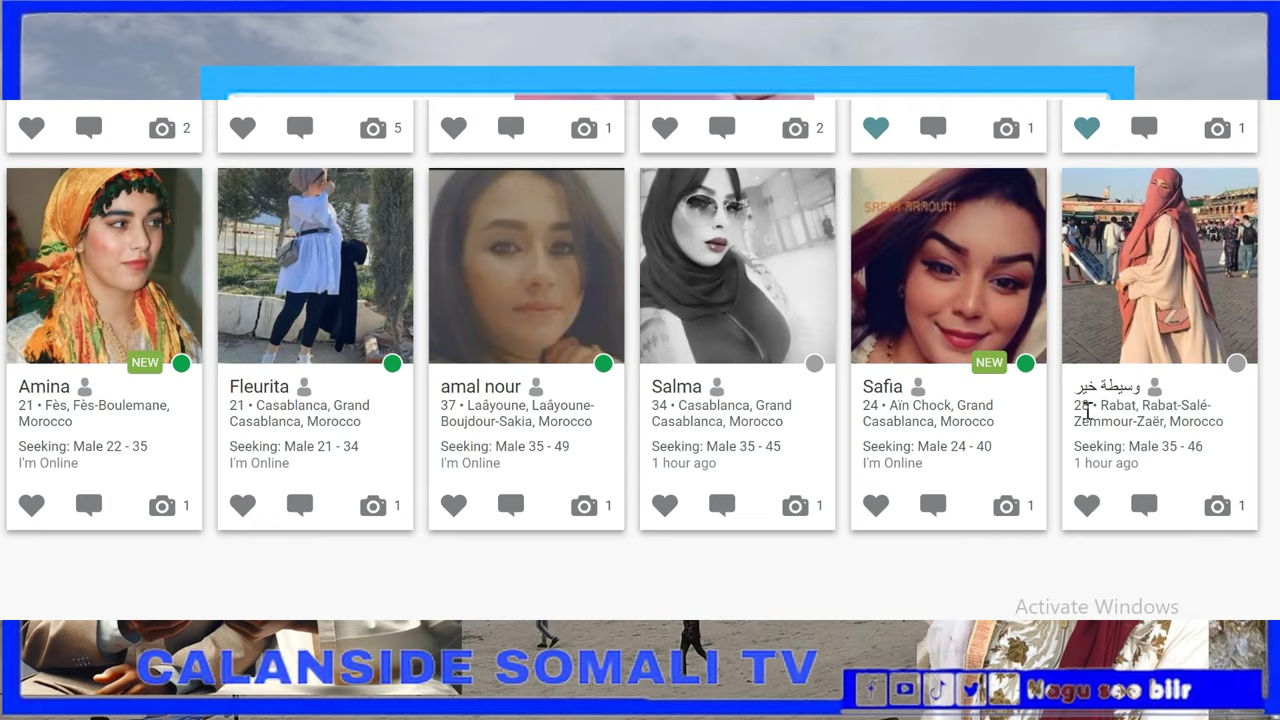 2
5
1
2
1
1
SAFIA MAMOUNI
NEW
NEW
Amina
21 • Fès, Fès-Boulemane,
Morocco
Seeking: Male 22 - 35
I'm Online
1
Fleurita
21 • Casablanca, Grand
Casablanca, Morocco
Seeking: Male 21 - 34
I'm Online
1
amal nour
37 • Laâyoune, Laâyoune-
Boujdour-Sakia, Morocco
Seeking: Male 35 - 49
I'm Online
1
Salma
34 • Casablanca, Grand
Casablanca, Morocco
Seeking: Male 35 - 45
1 hour ago
1
Safia
24 • Aïn Chock, Grand
Casablanca, Morocco
Seeking: Male 24 - 40
I'm Online
1
وسيطة خير
• Rabat, Rabat-Salé-
Zemmour-Zaër, Morocco
Seeking: Male 35 - 46
1 hour ago
1
Activate Windows
CALANSIDE SOMALI TV
Nagu soo biir